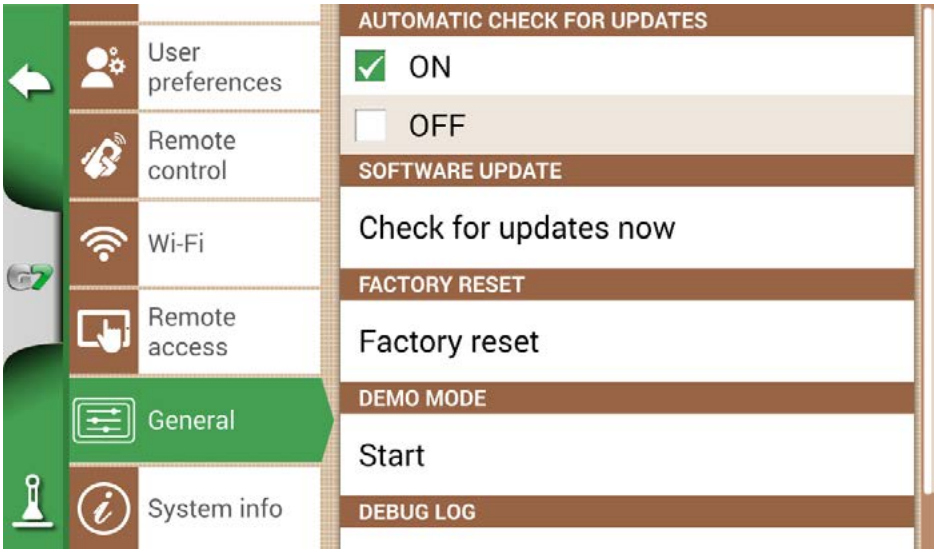 User
preferences
Remote
control
Wi-Fi
G7
Remote
access
General
System info
AUTOMATIC CHECK FOR UPDATES
ON
OFF
SOFTWARE UPDATE
Check for updates now
FACTORY RESET
Factory reset
DEMO MODE
Start
DEBUG LOG